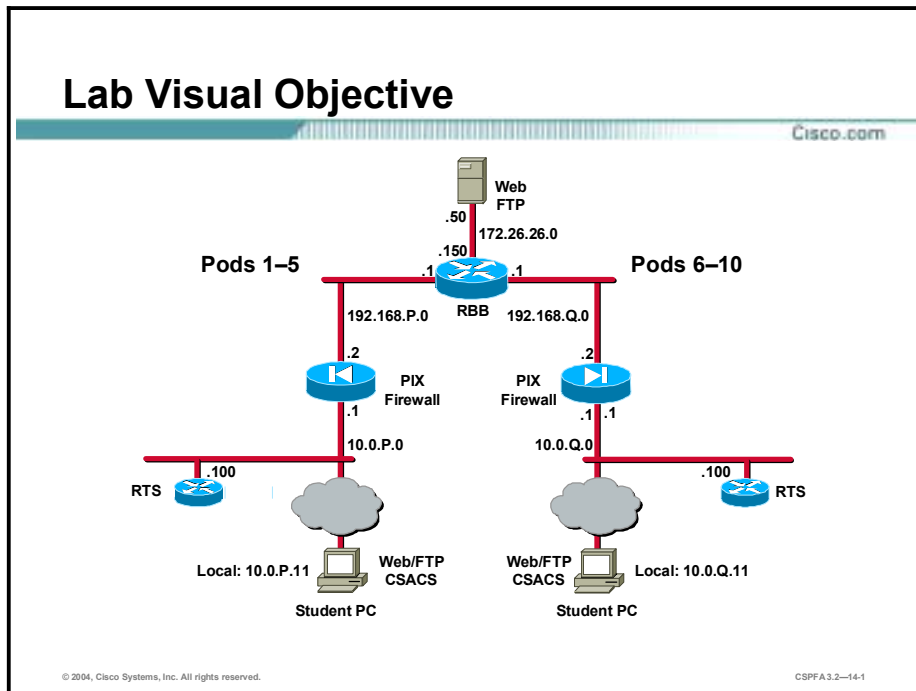 Lab Visual Objective
Cisco.com
Web
FTP
.50
172.26.26.0
.150
Pods 1–5
.1
.1
Pods 6–10
RBB
192.168.P.0
192.168.Q.0
.2
.2
PIX
Firewall
PIX
Firewall
.1
.1
.1
10.0.P.0
10.0.Q.0
.100
.100
RTS
RTS
Web/FTP
CSACS
Web/FTP
CSACS
Local: 10.0.P.11
Local: 10.0.Q.11
Student PC
Student PC
© 2004, Cisco Systems, Inc. All rights reserved.
CSPFA 3.2—14-1